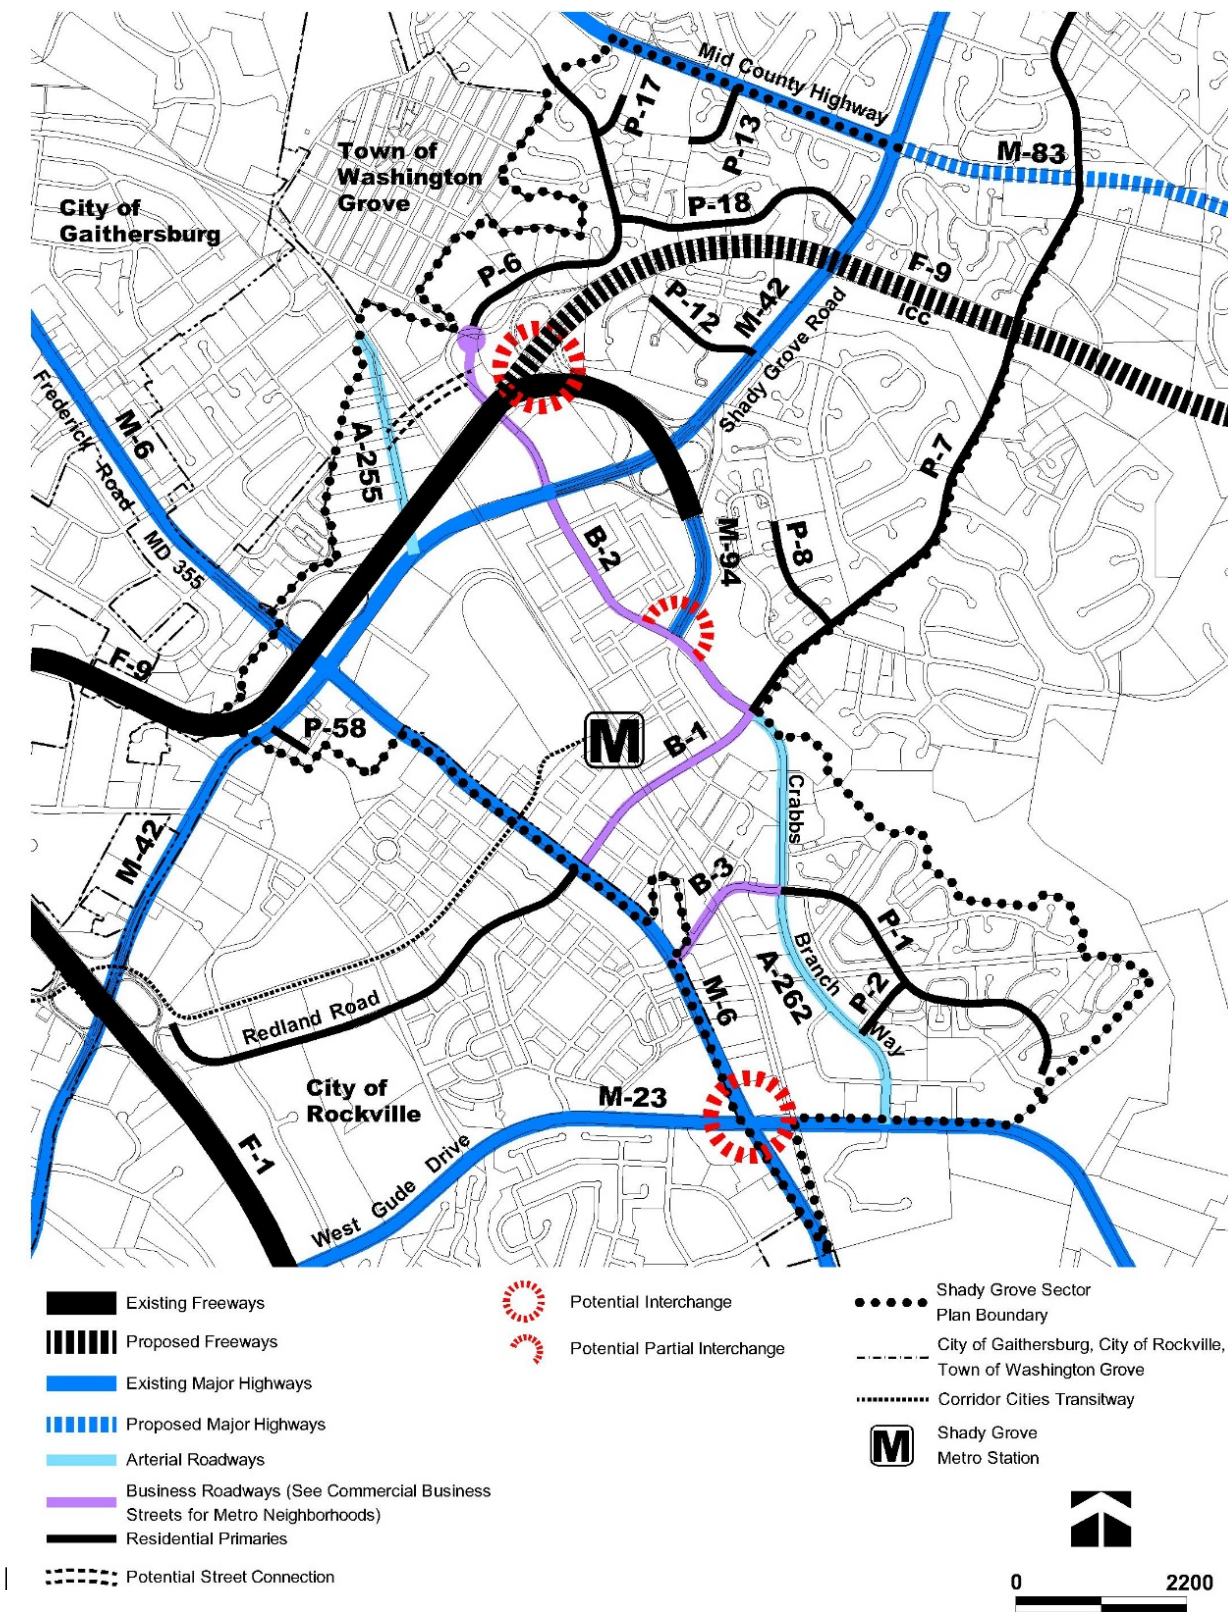 Mid County Highway
P-17
P-13
M-83
Town of
Washington
Grove
City of
Gaithersburg
P-18
P-6
F-9
ICC
P-12
M-42
Shady Grove Road
M-6
Frederick Road
MD 355
A-255
P-7
B-2
M-94
P-8
F-9
P-58
M
B-1
Crabbs
M-42
B-3
P-1
Branch
P-2
A-262
Way
M-6
Redland Road
City of
Rockville
M-23
F-1
West Gude Drive
Existing Freeways
Proposed Freeways
Existing Major Highways
Proposed Major Highways
Arterial Roadways
Business Roadways (See Commercial Business
Streets for Metro Neighborhoods)
Residential Primaries
Potential Street Connection
Potential Interchange
Potential Partial Interchange
Shady Grove Sector
Plan Boundary
City of Gaithersburg, City of Rockville,
Town of Washington Grove
Corridor Cities Transitway
M
Shady Grove
Metro Station
0 2200